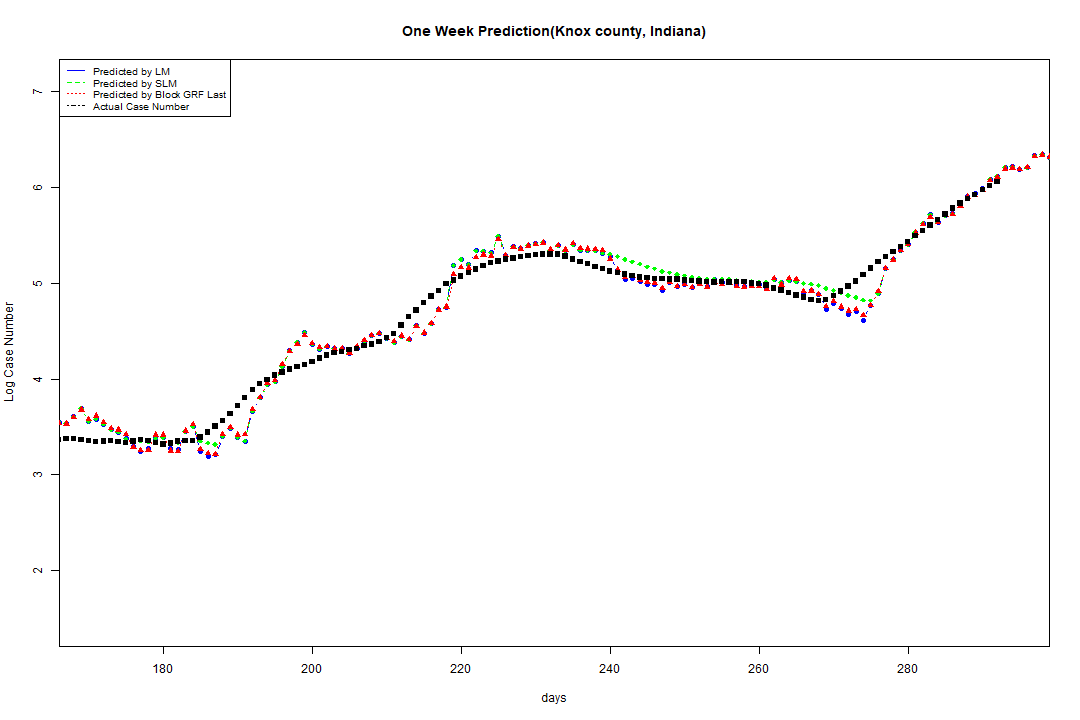 One Week Prediction(Knox county, Indiana)
Predicted by LM
Predicted by SLM
Predicted by Block GRF Last
Actual Case Number
7
6
5
4
3
2
Log Case Number
180 200 220 240 260 280
days